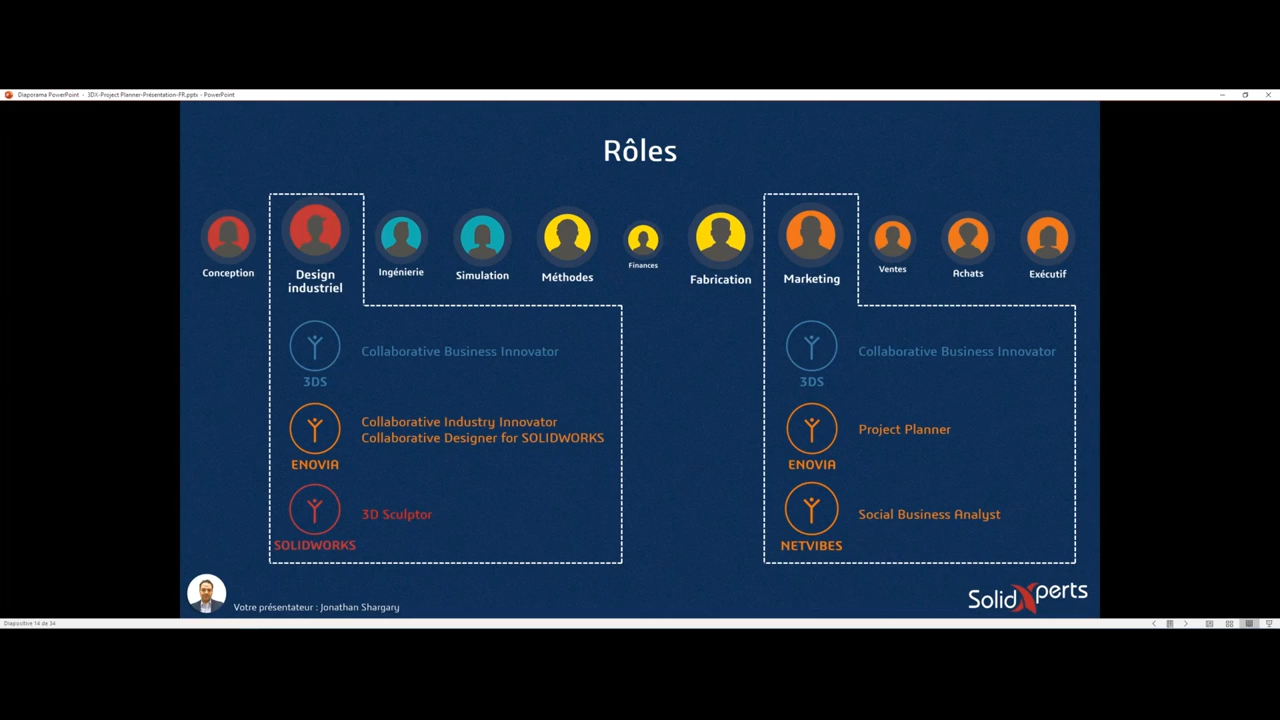 Diaporama PowerPoint - 3DX-Project Planner-Présentation-FR.pptx - PowerPoint
Rôles
Conception
Design
industriel
Ingénierie
Simulation
Méthodes
Finances
Fabrication
Marketing
Ventes
Achats
Exécutif
Collaborative Business Innovator
3DS
Collaborative Industry Innovator
Collaborative Designer for SOLIDWORKS
ENOVIA
3D Sculptor
SOLIDWORKS
Collaborative Business Innovator
3DS
Project Planner
ENOVIA
Social Business Analyst
NETVIBES
Votre présentateur : Jonathan Shargary
SolidXperts
Diapositive 14 de 34